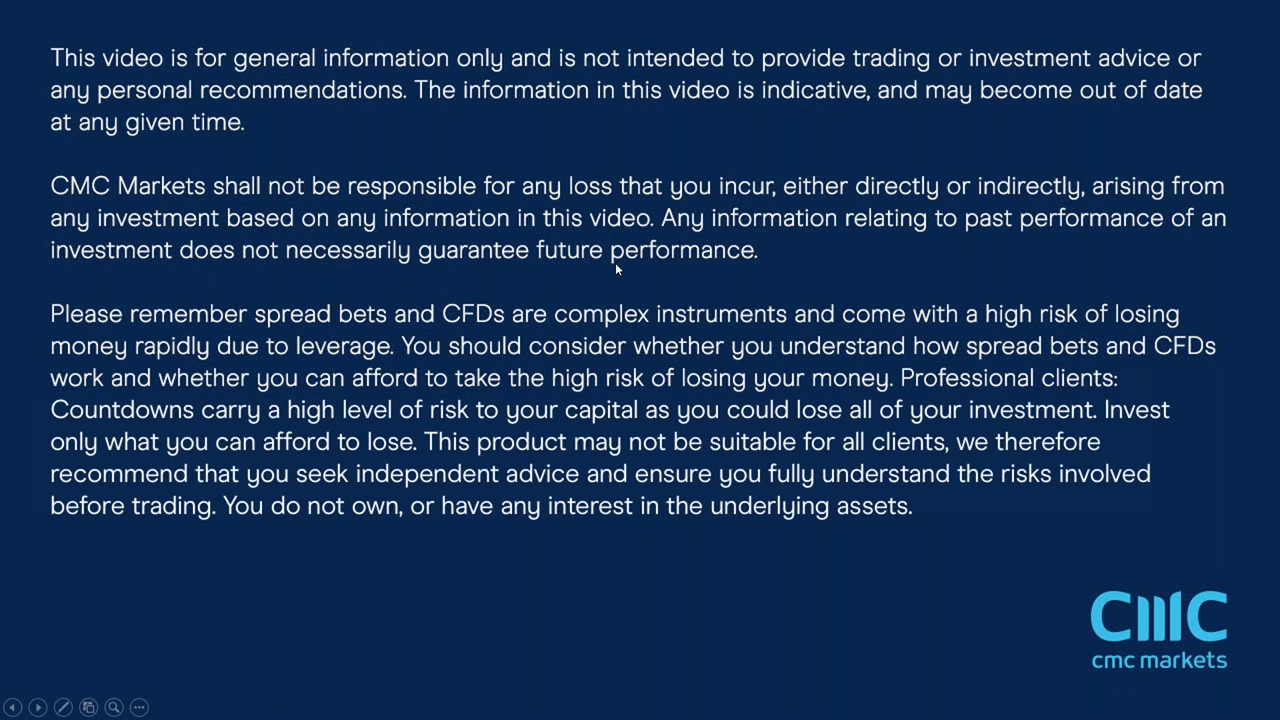 This video is for general information only and is not intended to provide trading or investment advice or
any personal recommendations. The information in this video is indicative, and may become out of date
at any given time.
CMC Markets shall not be responsible for any loss that you incur, either directly or indirectly, arising from
any investment based on any information in this video. Any information relating to past performance of an
investment does not necessarily guarantee future performance.
Please remember spread bets and CFDs are complex instruments and come with a high risk of losing
money rapidly due to leverage. You should consider whether you understand how spread bets and CFDs
work and whether you can afford to take the high risk of losing your money. Professional clients:
Countdowns carry a high level of risk to your capital as you could lose all of your investment. Invest
only what you can afford to lose. This product may not be suitable for all clients, we therefore
recommend that you seek independent advice and ensure you fully understand the risks involved
before trading. You do not own, or have any interest in the underlying assets.
CMC
cmc markets